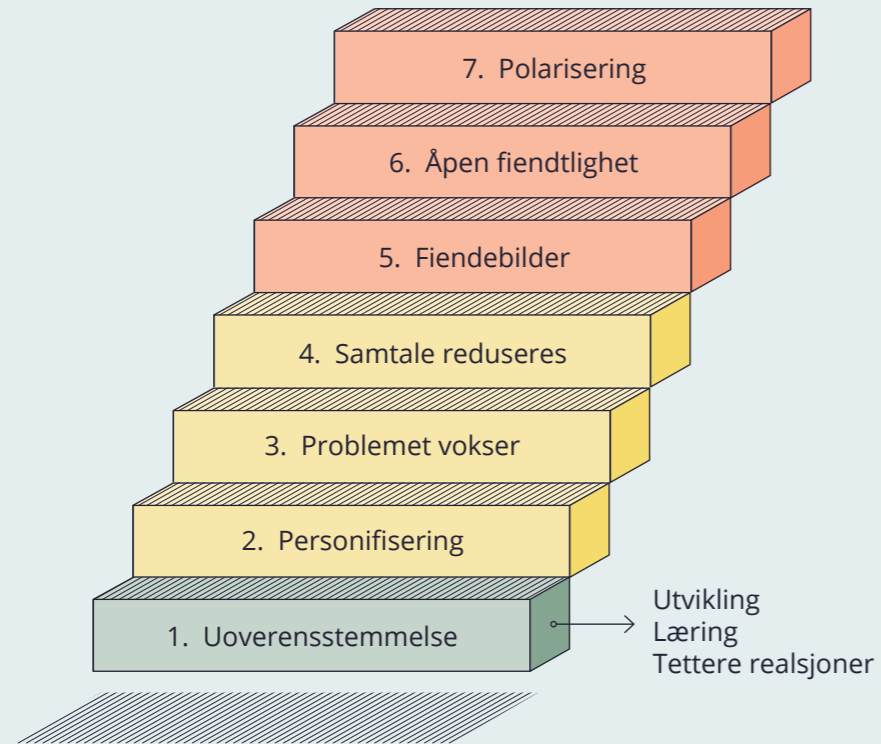 7. Polarisering
6. Åpen fiendtlighet
5. Fiendebilder
4. Samtale reduseres
3. Problemet vokser
2. Personifisering
1. Uoverensstemmelse
Utvikling
Læring
Tettere realsjoner